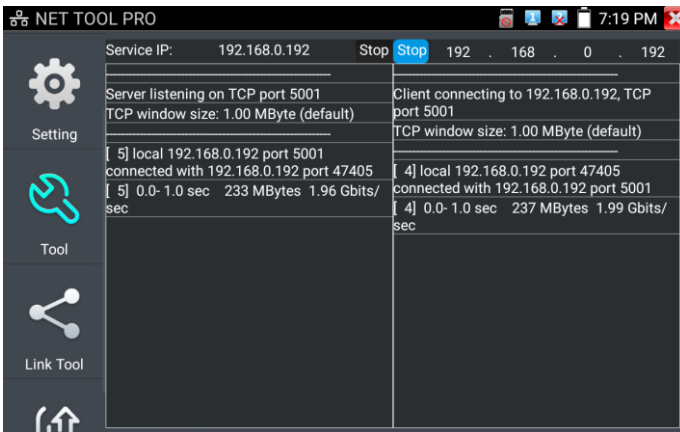 NET TOOL PRO
7:19 PM
Setting
Tool
Link Tool
Service IP: 192.168.0.192 Stop
------------------------------------------------------------
Server listening on TCP port 5001
TCP window size: 1.00 MByte (default)
------------------------------------------------------------
[ 5] local 192.168.0.192 port 5001
connected with 192.168.0.192 port 47405
[ 5] 0.0- 1.0 sec 233 MBytes 1.96 Gbits/
sec
Stop 192 . 168 . 0 . 192
------------------------------------------------------------
Client connecting to 192.168.0.192, TCP
port 5001
TCP window size: 1.00 MByte (default)
------------------------------------------------------------
[ 4] local 192.168.0.192 port 47405
connected with 192.168.0.192 port 5001
[ 4] 0.0- 1.0 sec 237 MBytes 1.99 Gbits/
sec